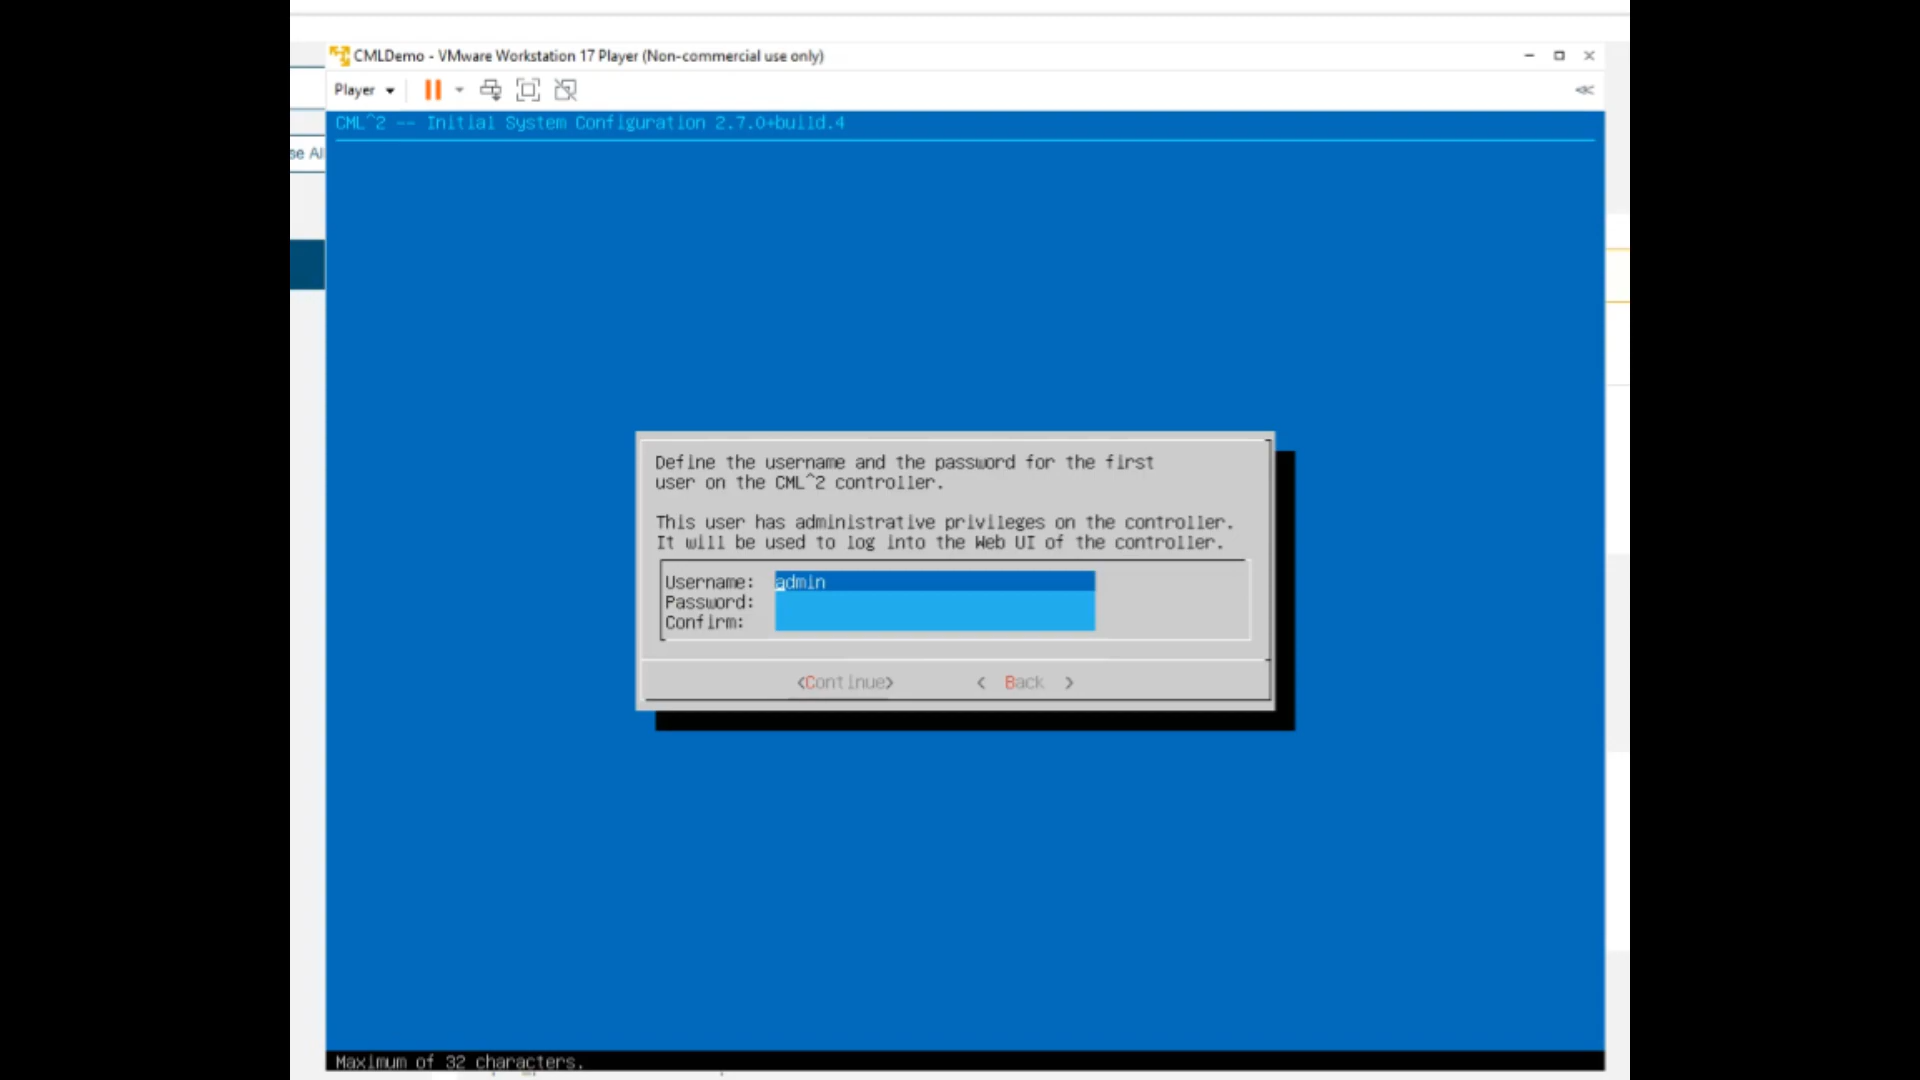 CMLDemo - VMware Workstation 17 Player (Non-commercial use only)
Player
CML^2 -- Initial System Configuration 2.7.0+build.4
se All
Define the username and the password for the first
user on the CML^2 controller.
This user has administrative privileges on the controller.
It will be used to log into the Web UI of the controller.
Username: admin
Password:
Confirm:
<Continue> < Back >
Maximum of 32 characters.